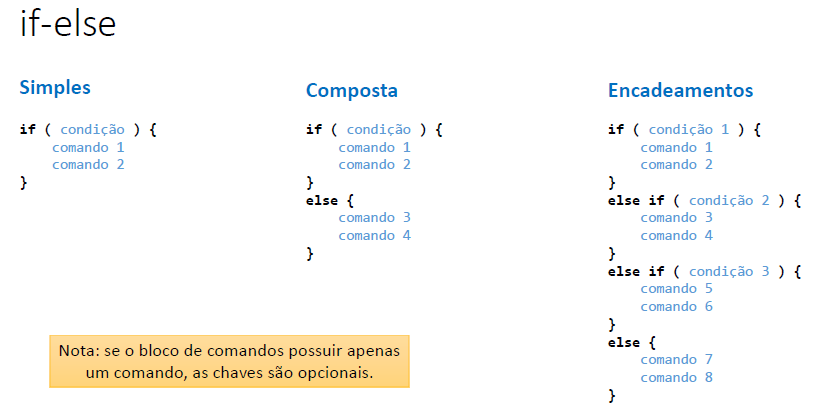 if-else
Simples
if ( condição ) {
comando 1
comando 2
}
Composta
if ( condição ) {
comando 1
comando 2
}
else {
comando 3
comando 4
}
Encadeamentos
if ( condição 1 ) {
comando 1
comando 2
}
else if ( condição 2 ) {
comando 3
comando 4
}
else if ( condição 3 ) {
comando 5
comando 6
}
else {
comando 7
comando 8
}
Nota: se o bloco de comandos possuir apenas
um comando, as chaves são opcionais.